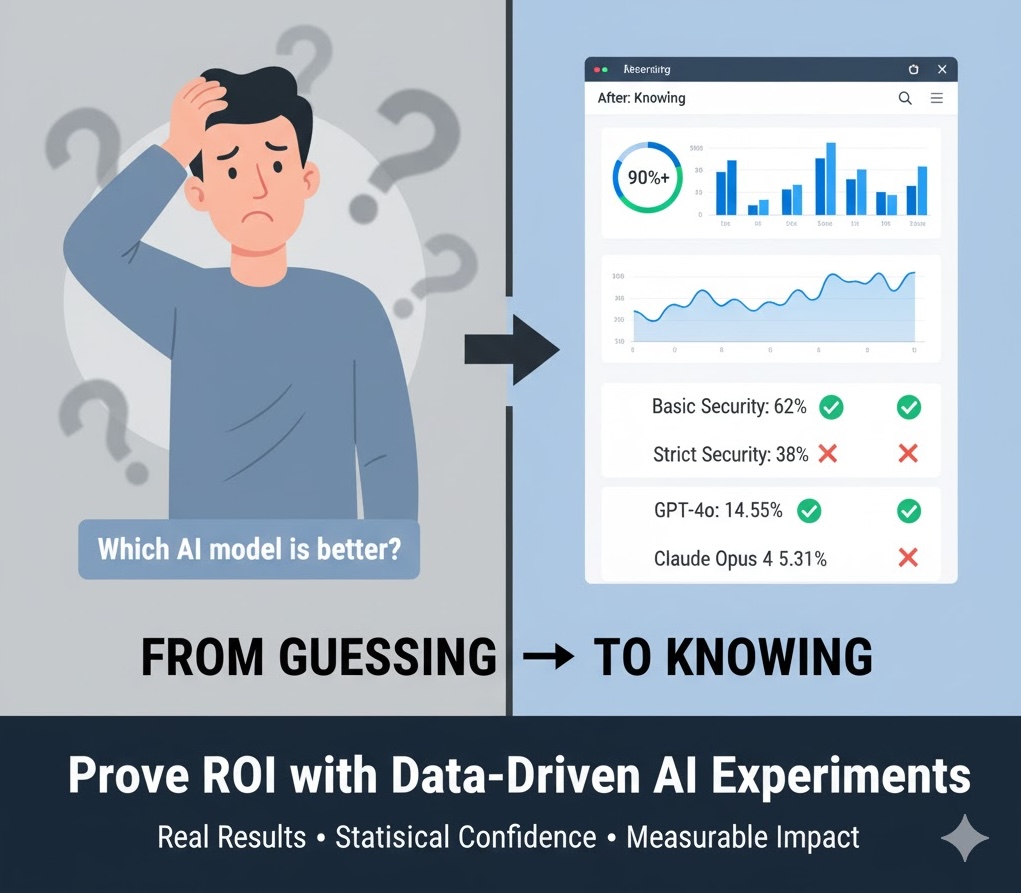 After: Knowing
90%+
Basic Security: 62%
Strict Security: 38%
GPT-4o: 14.55%
Claude Opus 4 5.31%
Which AI model is better?
FROM GUESSING → TO KNOWING
Prove ROI with Data-Driven AI Experiments
Real Results • Statisical Confidence • Measurable Impact